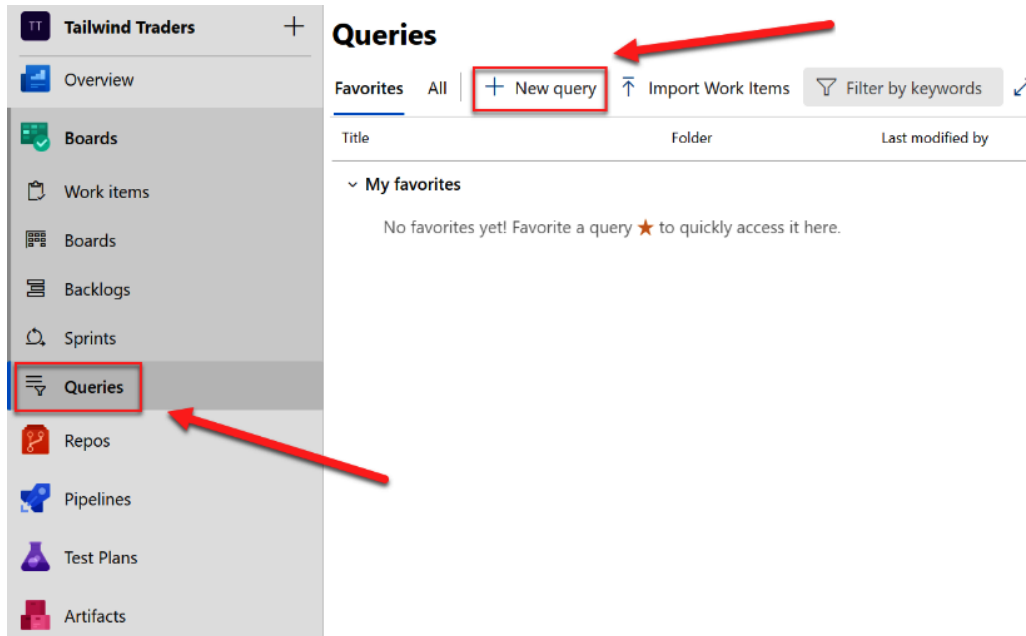 TT Tailwind Traders
Overview
Boards
Work items
Boards
Backlogs
Sprints
Queries
Repos
Pipelines
Test Plans
Artifacts
Queries
Favorites All New query Import Work Items Filter by keywords
Title Folder Last modified by
My favorites
No favorites yet! Favorite a query ★ to quickly access it here.